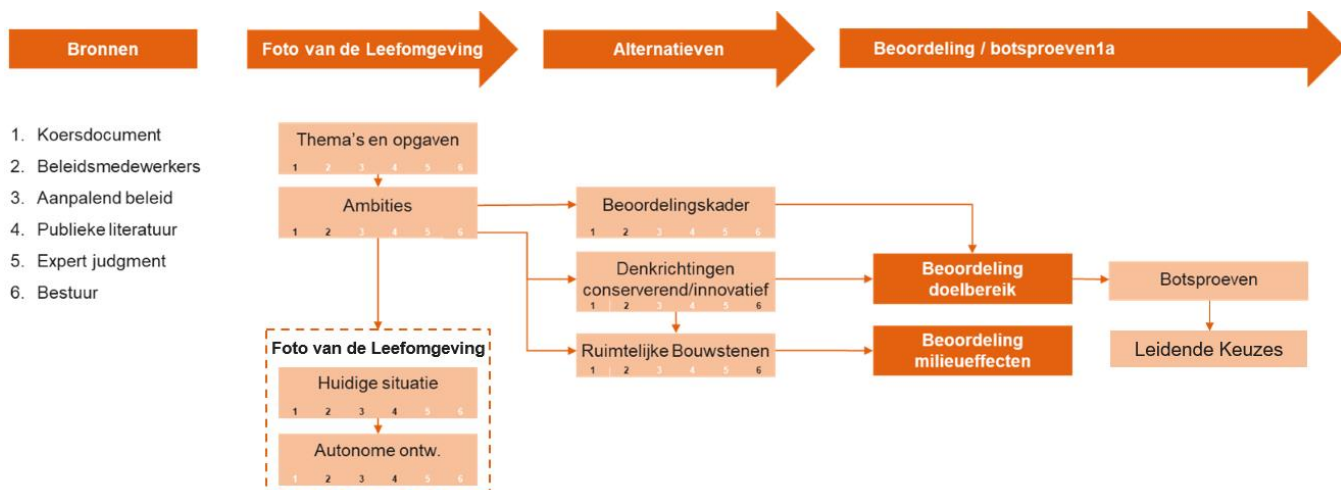 Bronnen
Foto van de Leefomgeving
Alternatieven
Beoordeling / botsproeven1a
1. Koersdocument
2. Beleidsmedewerkers
3. Aanpalend beleid
4. Publieke literatuur
5. Expert judgment
6. Bestuur
Thema's en opgaven
1 2 3 4 5 6
Ambities
1 2 3 4 5 6
Foto van de Leefomgeving
Huidige situatie
1 2 3 4 5 6
Autonome ontw.
1 2 3 4 5 6
Beoordelingskader
1 2 3 4 5 6
Denkrichtingen
conserverend/innovatief
1 2 3 4 5 6
Ruimtelijke Bouwstenen
1 2 3 4 5 6
Beoordeling
doelbereik
Beoordeling
milieueffecten
Botsproeven
Leidende Keuzes